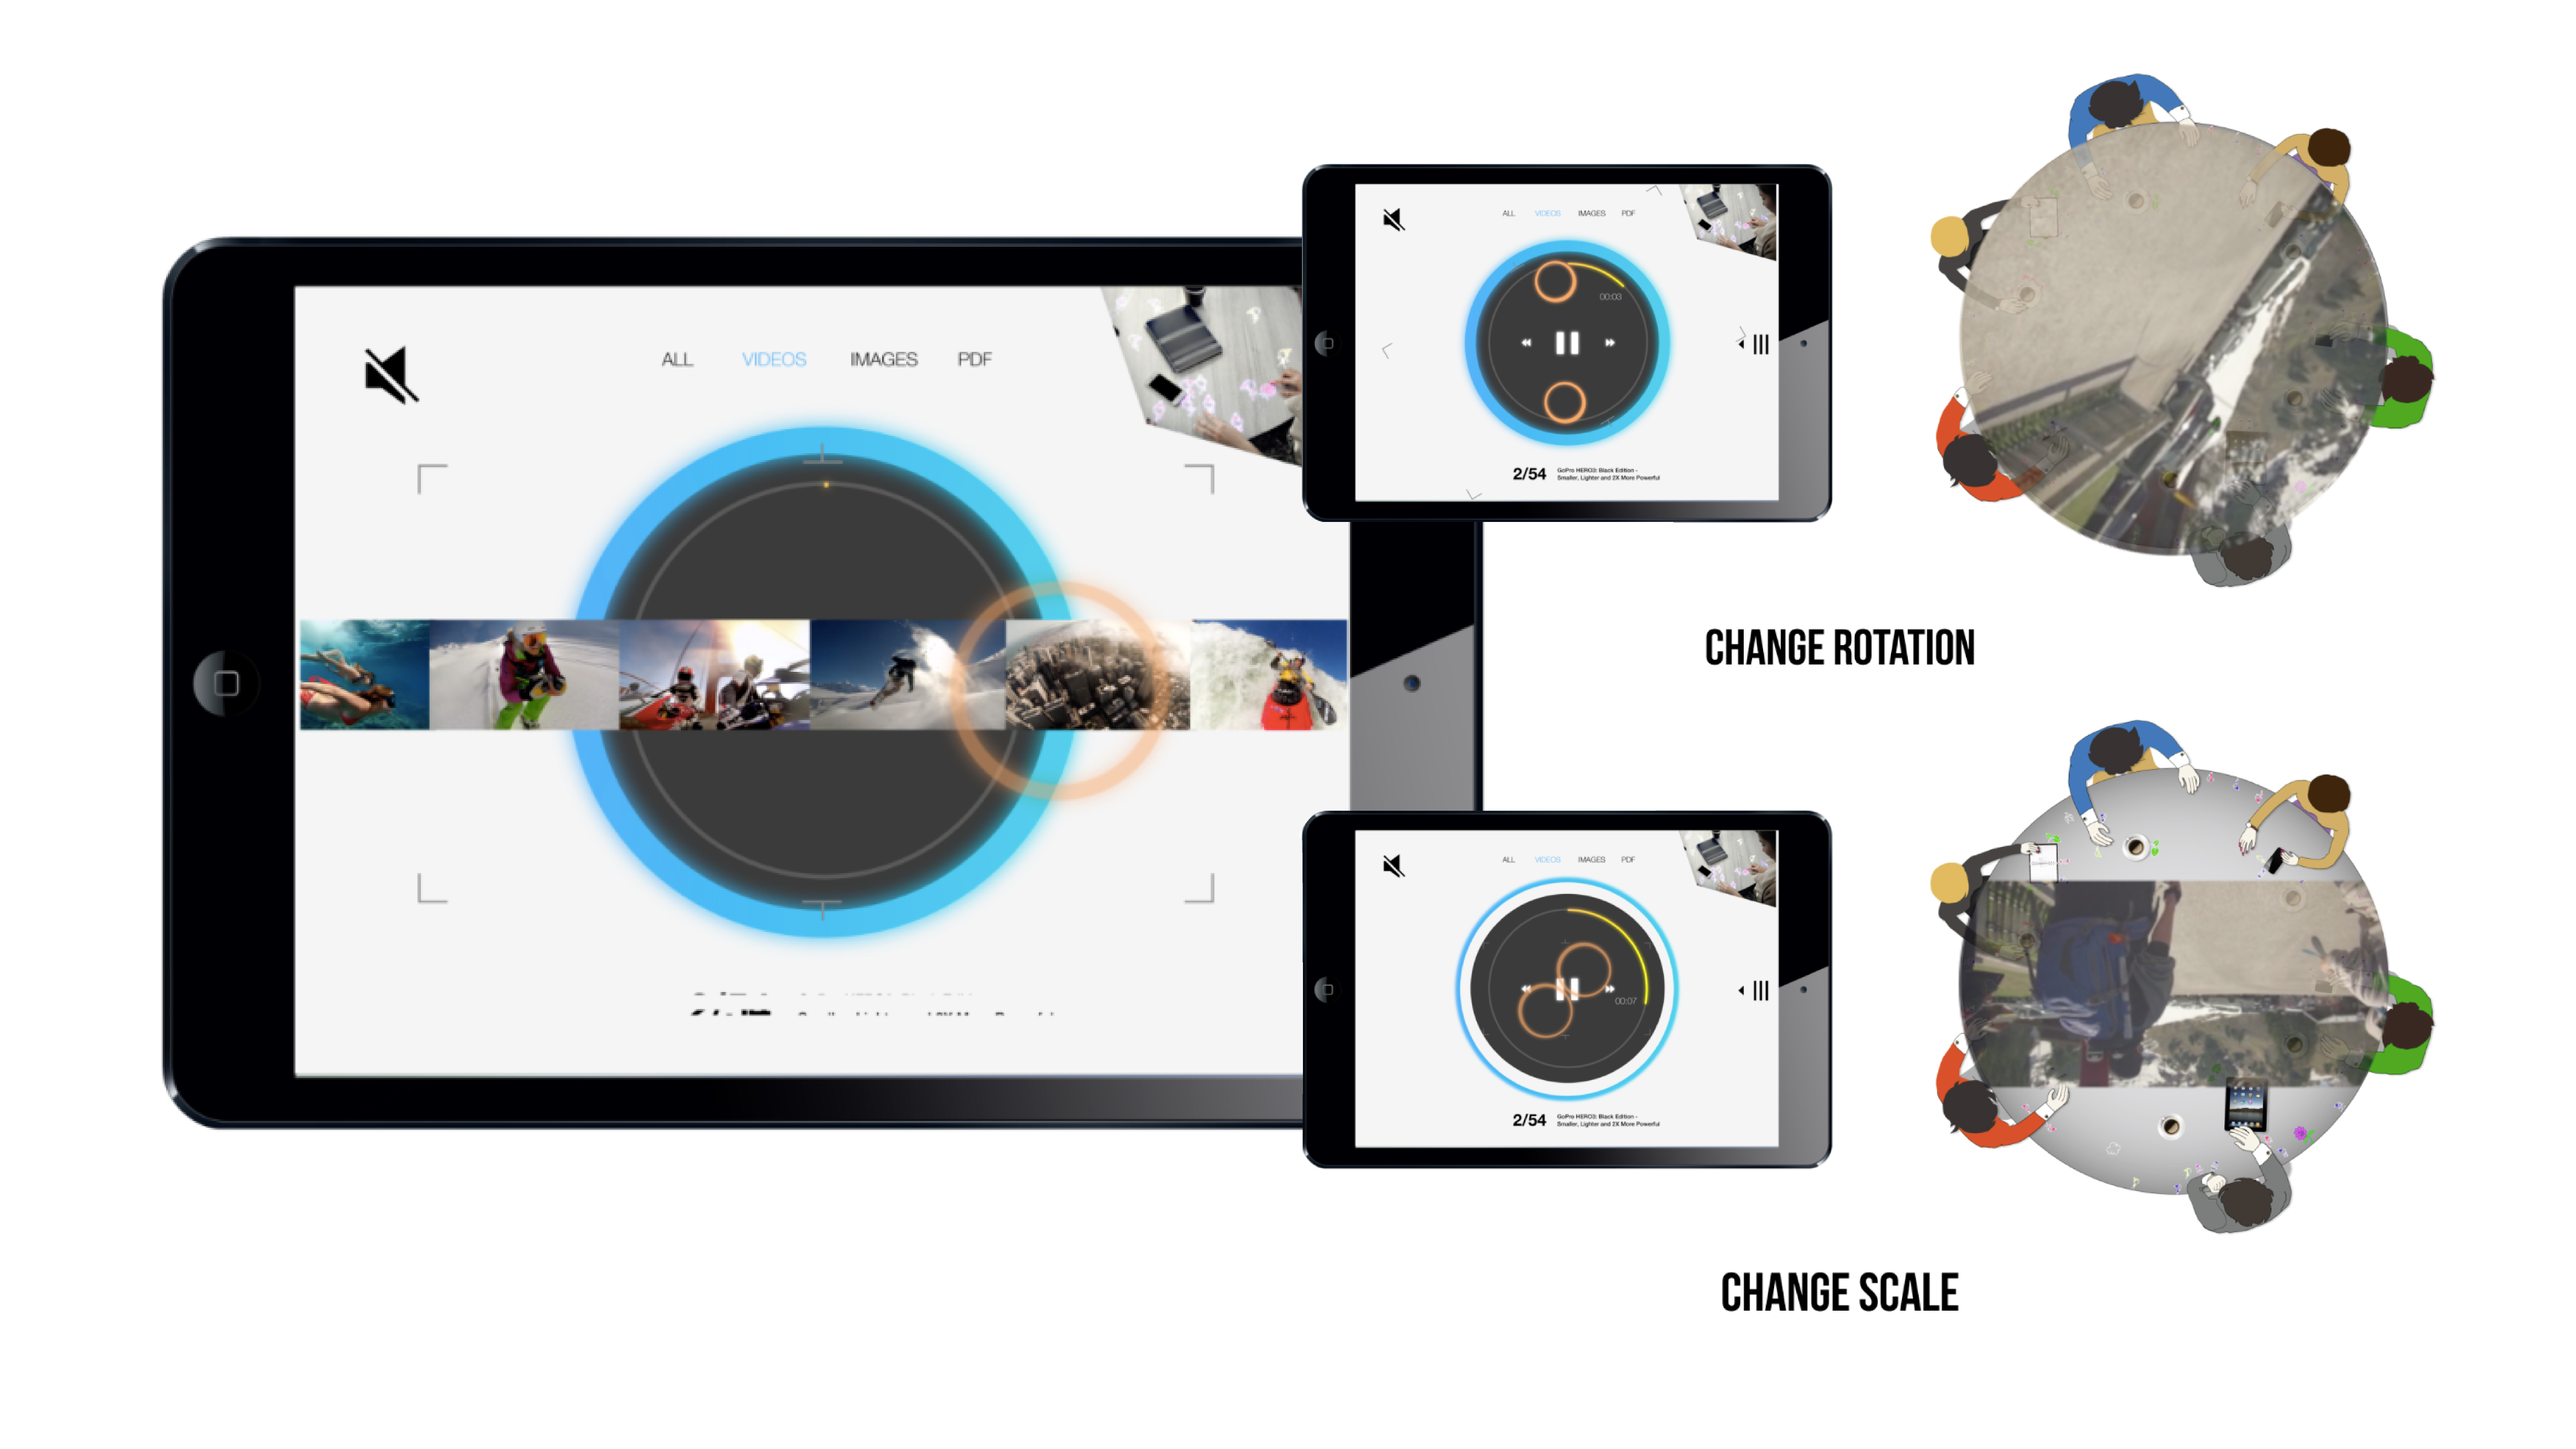 ALL VIDEOS IMAGES PDF
ALL VIDEOS IMAGES PDF
00:03
2/54 GoPro HERO3: Black Edition -
Smaller, Lighter and 2X More Powerful
CHANGE ROTATION
ALL VIDEOS IMAGES PDF
00:07
2/54 GoPro HERO3: Black Edition -
Smaller, Lighter and 2X More Powerful
CHANGE SCALE